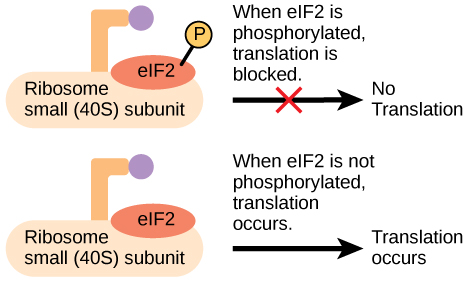 P
eIF2
Ribosome
small (40S) subunit
When eIF2 is
phosphorylated,
translation is
blocked.
No
Translation
eIF2
Ribosome
small (40S) subunit
When eIF2 is not
phosphorylated,
translation
occurs.
Translation
occurs